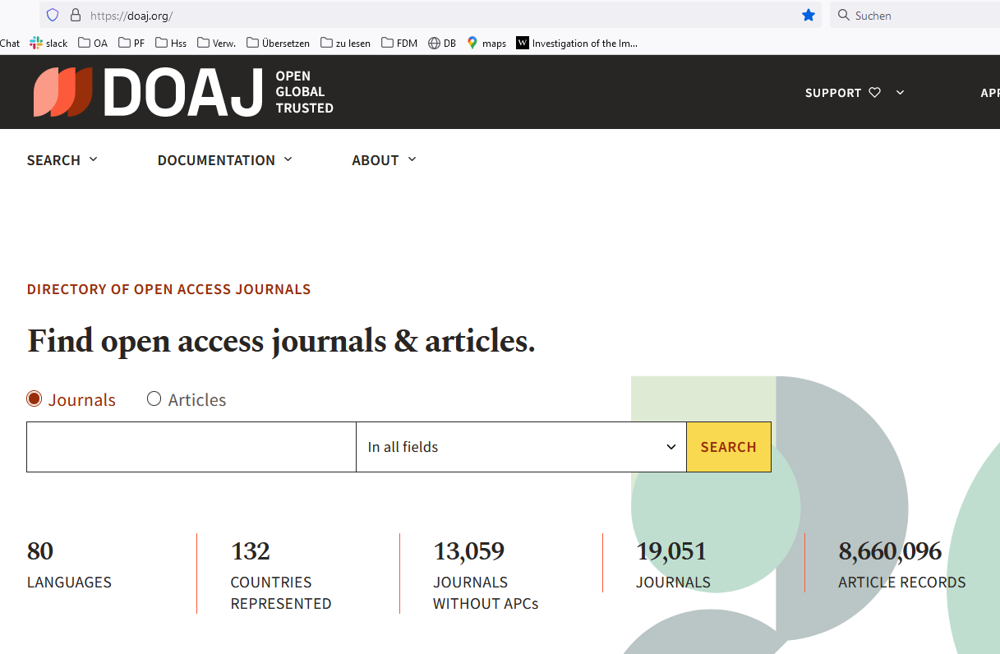 https://doaj.org/
Suchen
Chat slack OA PF Hss Verw. Übersetzen zu lesen FDM DB maps W Investigation of the Im...
DOAJ
OPEN
GLOBAL
TRUSTED
SUPPORT
SEARCH DOCUMENTATION ABOUT
DIRECTORY OF OPEN ACCESS JOURNALS
Find open access journals & articles.
Journals Articles
In all fields SEARCH
80
LANGUAGES
132
COUNTRIES
REPRESENTED
13,059
JOURNALS
WITHOUT APCs
19,051
JOURNALS
8,660,096
ARTICLE RECORDS